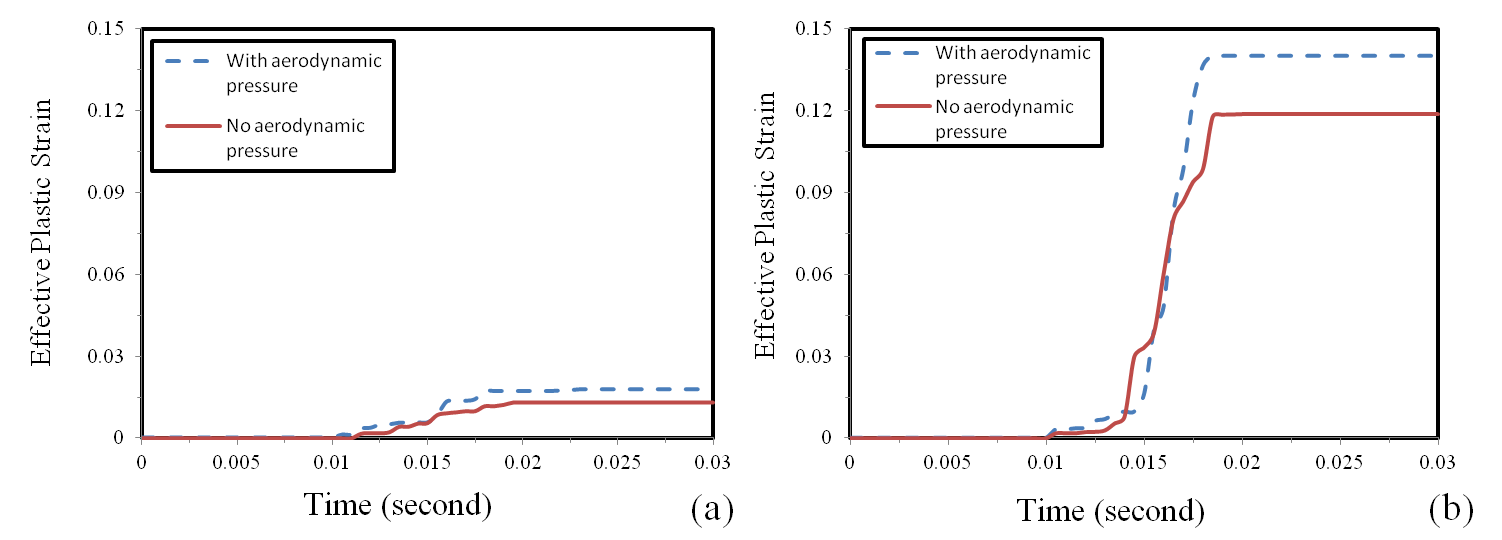 0.15
0.12
0.09
0.06
0.03
0
Effective Plastic Strain
With aerodynamic
pressure
No aerodynamic
pressure
0
0.005
0.01
0.015
0.02
0.025
0.03
Time (second)
(a)
0.15
0.12
0.09
0.06
0.03
0
Effective Plastic Strain
With aerodynamic
pressure
No aerodynamic
pressure
0
0.005
0.01
0.015
0.02
0.025
0.03
Time (second)
(b)